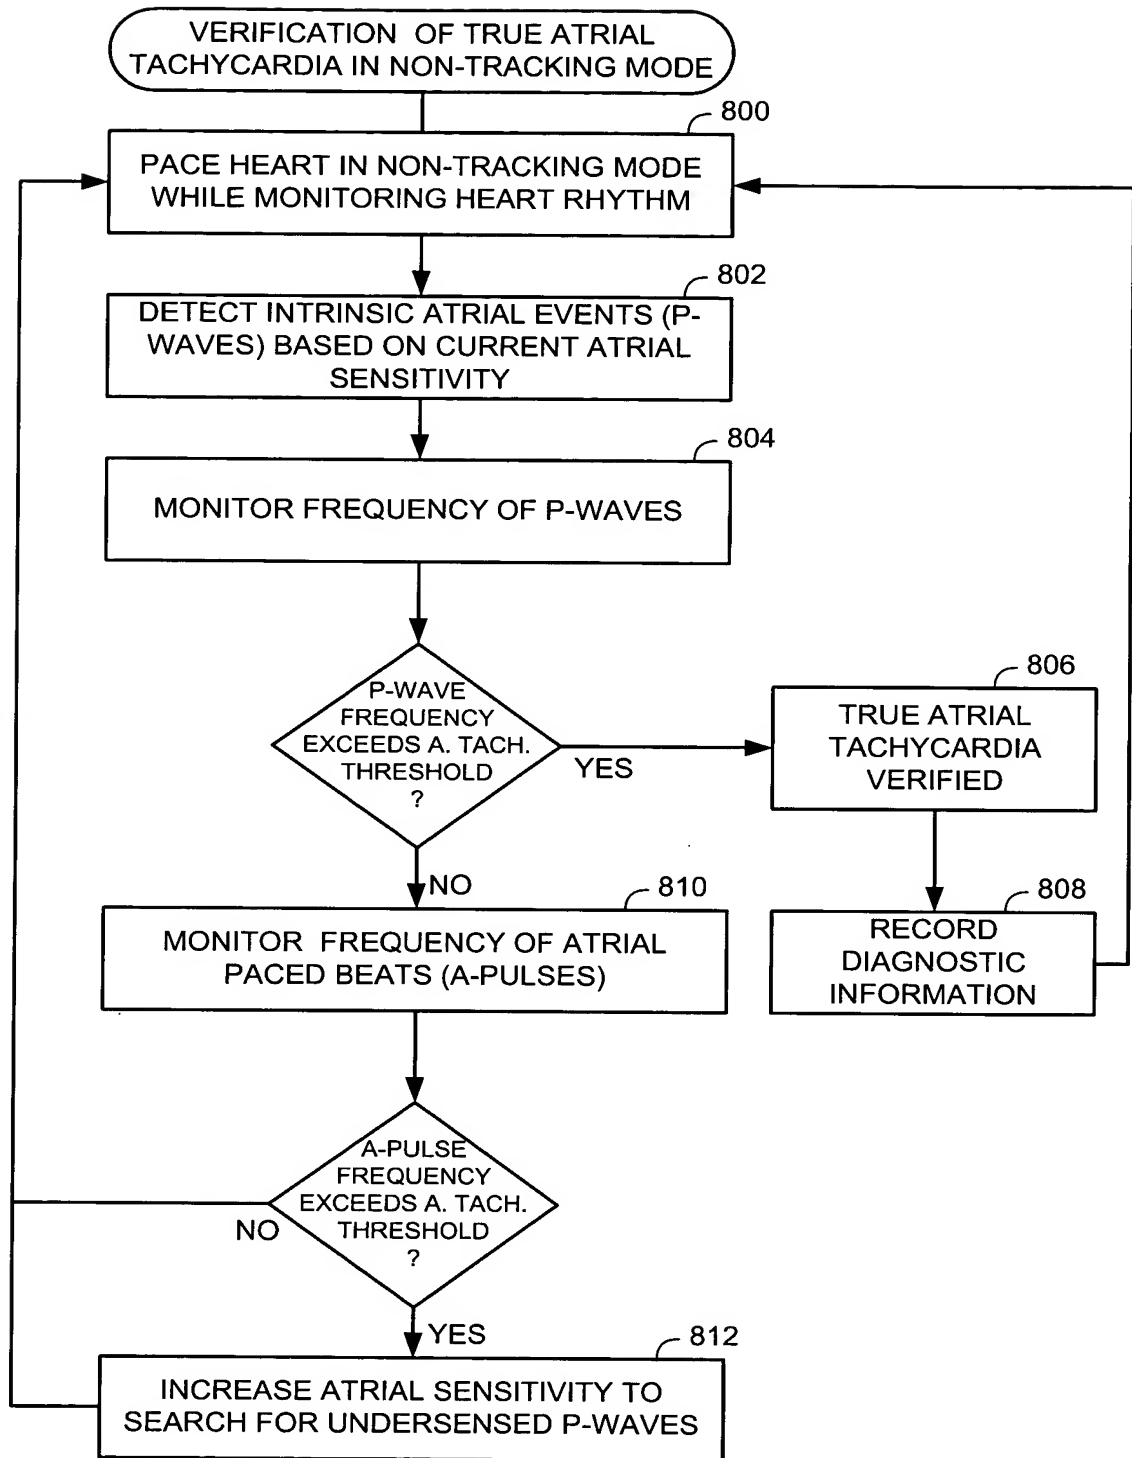 VERIFICATION OF TRUE ATRIAL
TACHYCARDIA IN NON-TRACKING MODE
800
PACE HEART IN NON-TRACKING MODE
WHILE MONITORING HEART RHYTHM
802
DETECT INTRINSIC ATRIAL EVENTS (P-
WAVES) BASED ON CURRENT ATRIAL
SENSITIVITY
804
MONITOR FREQUENCY OF P-WAVES
P-WAVE
FREQUENCY
EXCEEDS A. TACH.
THRESHOLD
?
YES
806
TRUE ATRIAL
TACHYCARDIA
VERIFIED
808
RECORD
DIAGNOSTIC
INFORMATION
NO
810
MONITOR FREQUENCY OF ATRIAL
PACED BEATS (A-PULSES)
A-PULSE
FREQUENCY
EXCEEDS A. TACH.
THRESHOLD
?
NO
YES
812
INCREASE ATRIAL SENSITIVITY TO
SEARCH FOR UNDERSENSED P-WAVES